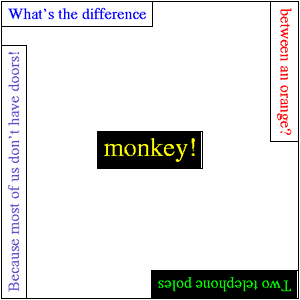 What's the difference
between an orange?
Two telephone poles
Because most of us don't have doors!
monkey!